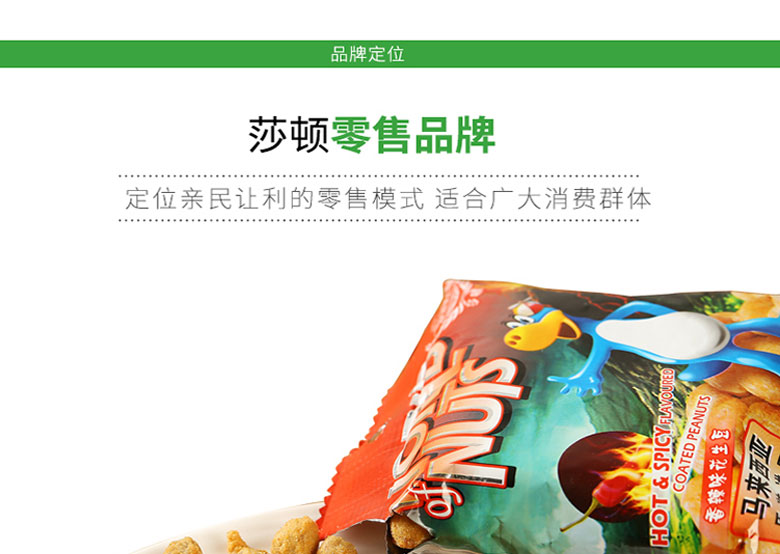 品牌定位
莎顿零售品牌
定位亲民让利的零售模式 适合广大消费群体
of NUTS
HOT & SPICY FLAVOURED
COATED PEANUTS
香辣味花生豆
马来西亚